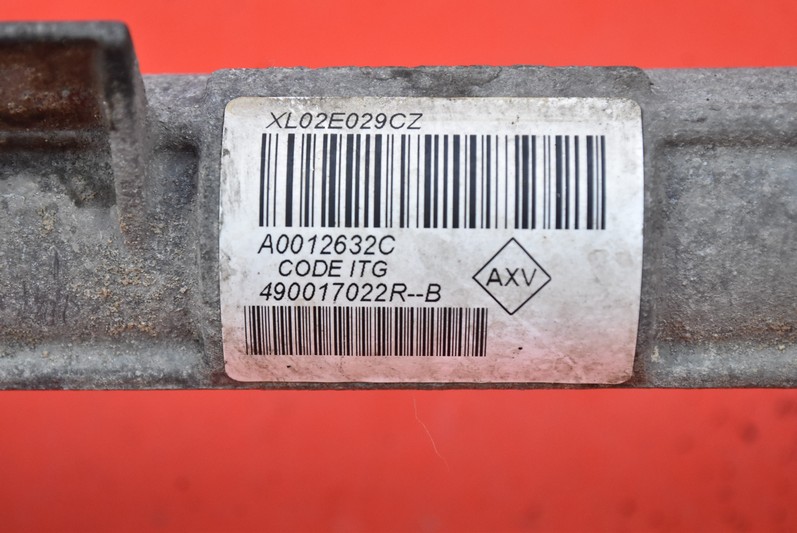 XL02E029CZ
A0012632C
CODE ITG
490017022R--B
AXV